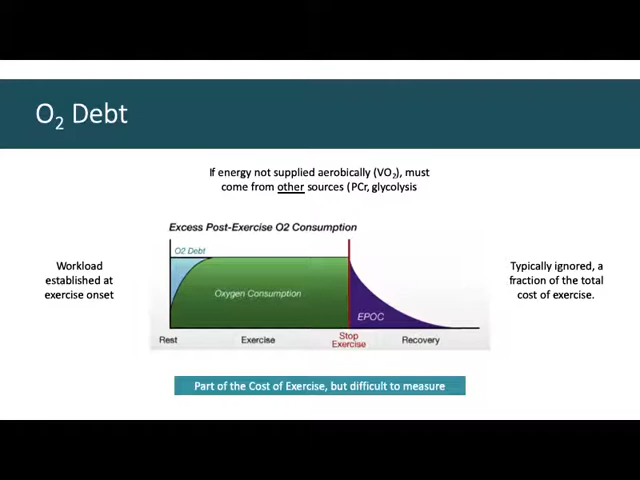 O₂ Debt
If energy not supplied aerobically (VO₂), must
come from other sources (PCr, glycolysis
Excess Post-Exercise O2 Consumption
O2 Debt
Workload
established at
exercise onset
Oxygen Consumption
EPOC
Typically ignored, a
fraction of the total
cost of exercise.
Rest
Exercise
Stop
Exercise
Recovery
Part of the Cost of Exercise, but difficult to measure